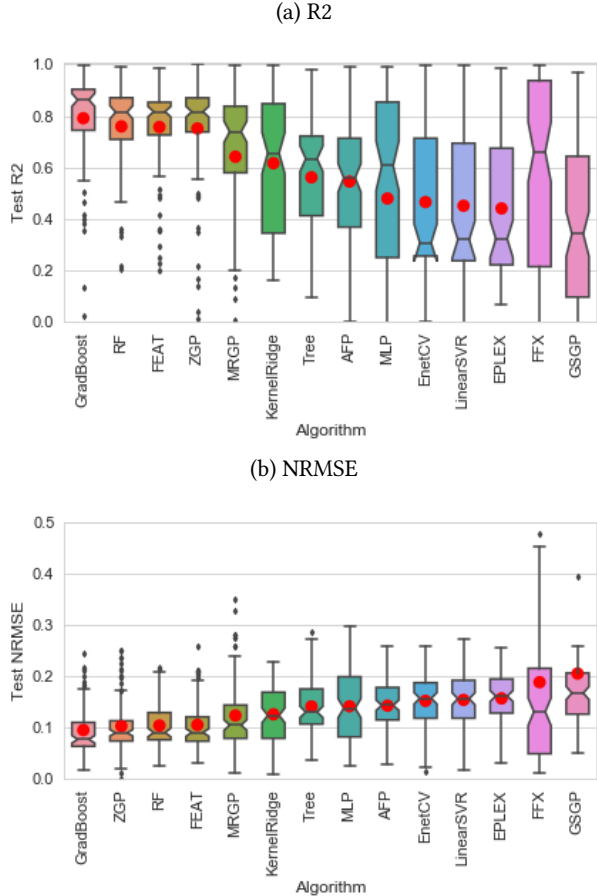 (a) R2
Test R2
1.0
0.8
0.6
0.4
0.2
0.0
GradBoost
RF
FEAT
ZGP
MRGP
KernelRidge
Tree
AFP
MLP
EnetCV
LinearSVR
EPLEX
FFX
GSGP
Algorithm
(b) NRMSE
Test NRMSE
0.5
0.4
0.3
0.2
0.1
0.0
GradBoost
ZGP
RF
FEAT
MRGP
KernelRidge
Tree
MLP
AFP
EnetCV
LinearSVR
EPLEX
FFX
GSGP
Algorithm